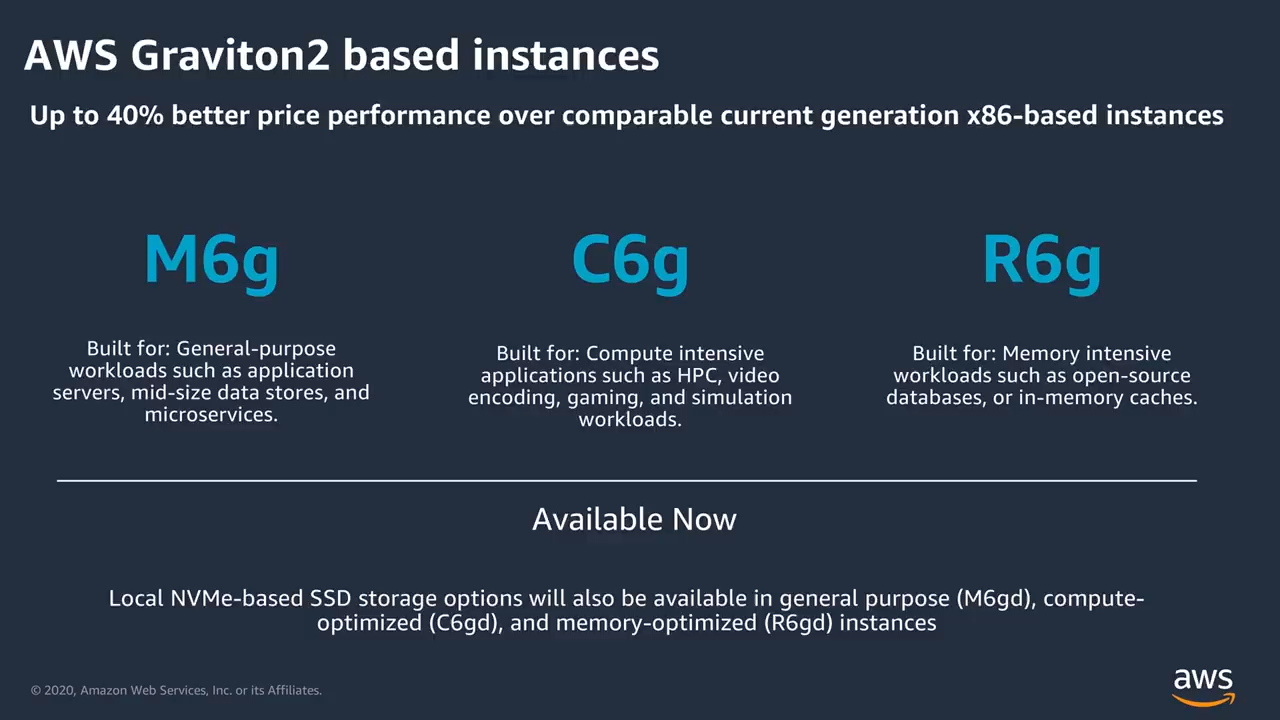 AWS Graviton2 based instances
Up to 40% better price performance over comparable current generation x86-based instances
M6g
Built for: General-purpose
workloads such as application
servers, mid-size data stores, and
microservices.
C6g
Built for: Compute intensive
applications such as HPC, video
encoding, gaming, and simulation
workloads.
R6g
Built for: Memory intensive
workloads such as open-source
databases, or in-memory caches.
Available Now
Local NVMe-based SSD storage options will also be available in general purpose (M6gd), compute-
optimized (C6gd), and memory-optimized (R6gd) instances
© 2020, Amazon Web Services, Inc. or its Affiliates.
aws